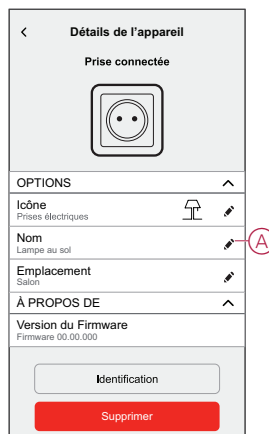 Détails de l'appareil
Prise connectée
OPTIONS
Icône
Prises électriques
Nom
Lampe au sol
A
Emplacement
Salon
À PROPOS DE
Version du Firmware
Firmware 00.00.000
Identification
Supprimer